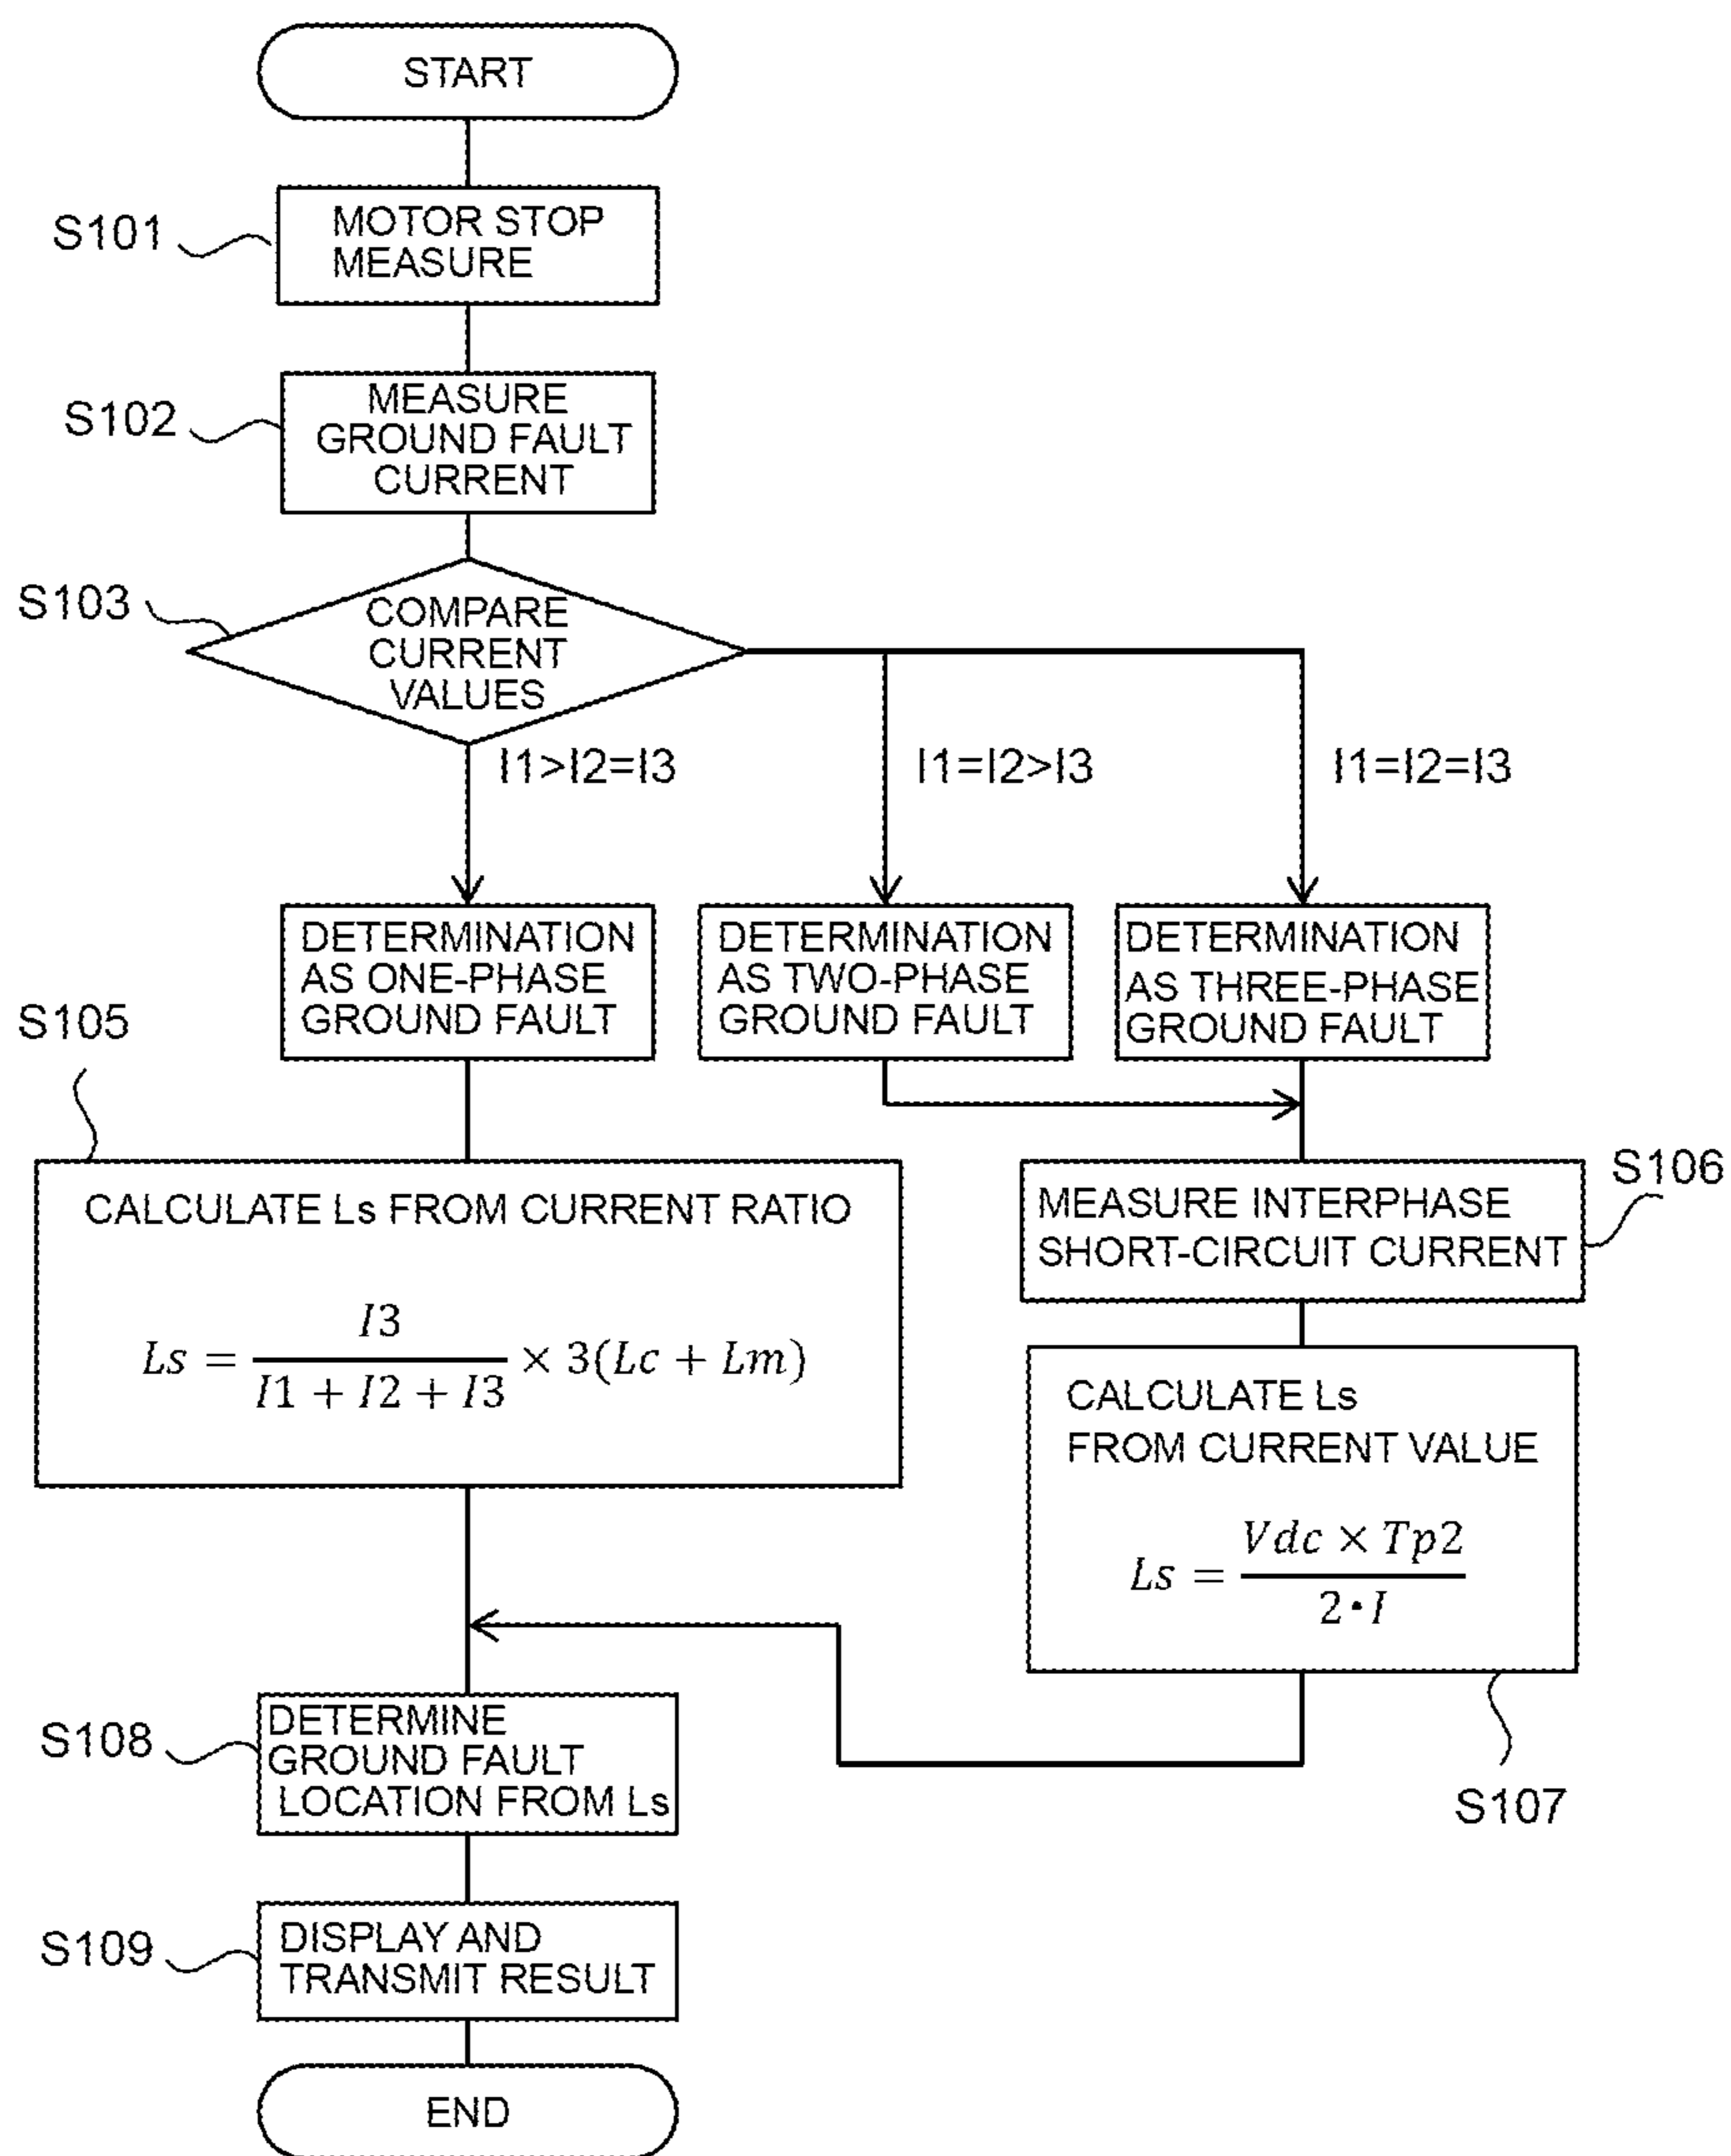 START
S101
MOTOR STOP
MEASURE
S102
MEASURE
GROUND FAULT
CURRENT
S103
COMPARE
CURRENT
VALUES
I1>I2=I3
I1=I2>I3
I1=I2=I3
DETERMINATION
AS ONE-PHASE
GROUND FAULT
DETERMINATION
AS TWO-PHASE
GROUND FAULT
DETERMINATION
AS THREE-PHASE
GROUND FAULT
S105
CALCULATE Ls FROM CURRENT RATIO
Ls = I3 / (I1 + I2 + I3) × 3(Lc + Lm)
S106
MEASURE INTERPHASE
SHORT-CIRCUIT CURRENT
CALCULATE Ls
FROM CURRENT VALUE
Ls = Vdc × Tp2 / 2・I
S107
S108
DETERMINE
GROUND FAULT
LOCATION FROM Ls
S109
DISPLAY AND
TRANSMIT RESULT
END